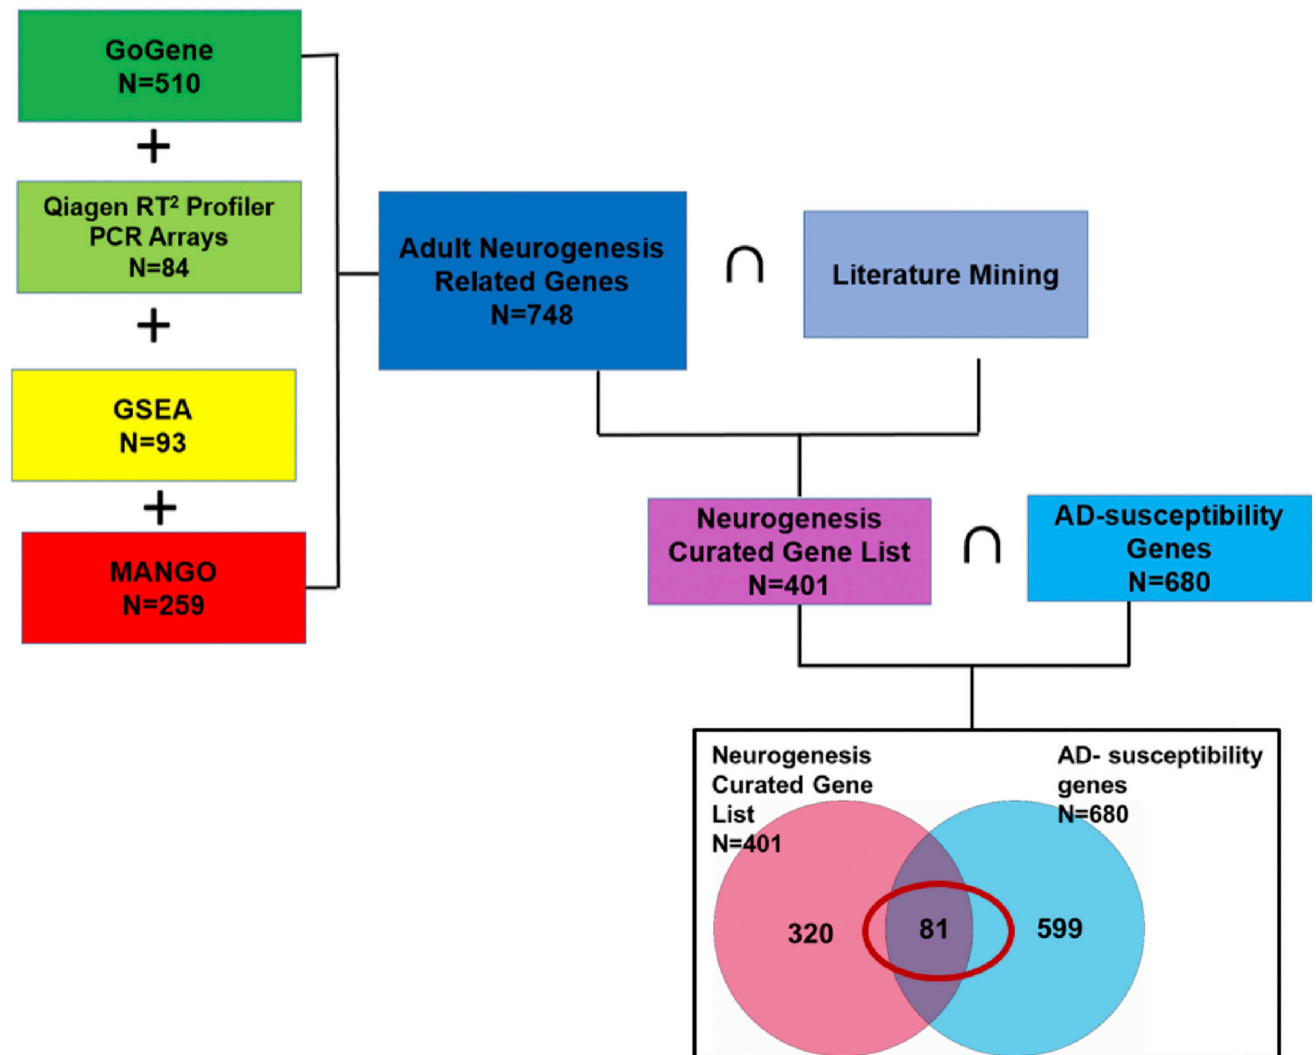 GoGene
N=510
+
Qiagen RT² Profiler
PCR Arrays
N=84
+
GSEA
N=93
+
MANGO
N=259
Adult Neurogenesis
Related Genes
N=748
∩
Literature Mining
Neurogenesis
Curated Gene List
N=401
∩
AD-susceptibility
Genes
N=680
Neurogenesis
Curated Gene
List
N=401
AD- susceptibility
genes
N=680
320
81
599